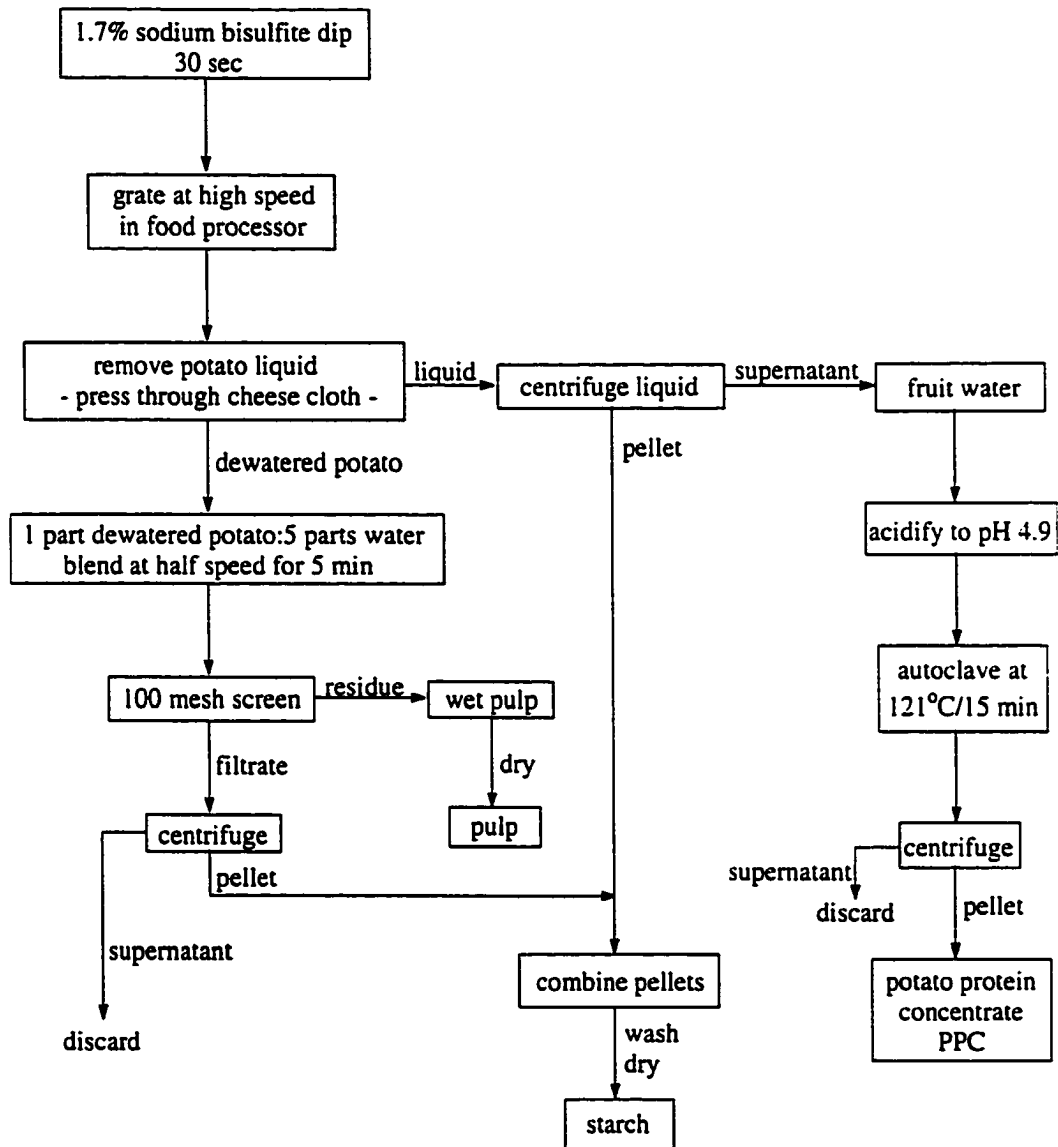 1.7% sodium bisulfite dip
30 sec
grate at high speed
in food processor
remove potato liquid
- press through cheese cloth -
liquid
centrifuge liquid
supernatant
fruit water
dewatered potato
pellet
1 part dewatered potato:5 parts water
blend at half speed for 5 min
acidify to pH 4.9
100 mesh screen
residue
wet pulp
autoclave at
121°C/15 min
filtrate
dry
centrifuge
pulp
pellet
supernatant
discard
centrifuge
supernatant
discard
pellet
combine pellets
potato protein
concentrate
PPC
wash
dry
starch